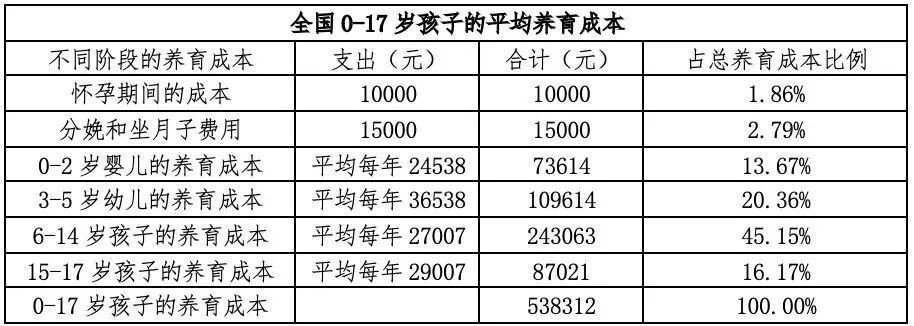 全国 0-17 岁孩子的平均养育成本
不同阶段的养育成本 支出（元） 合计（元） 占总养育成本比例
怀孕期间的成本 10000 10000 1.86%
分娩和坐月子费用 15000 15000 2.79%
0-2 岁婴儿的养育成本 平均每年 24538 73614 13.67%
3-5 岁幼儿的养育成本 平均每年 36538 109614 20.36%
6-14 岁孩子的养育成本 平均每年 27007 243063 45.15%
15-17 岁孩子的养育成本 平均每年 29007 87021 16.17%
0-17 岁孩子的养育成本 538312 100.00%